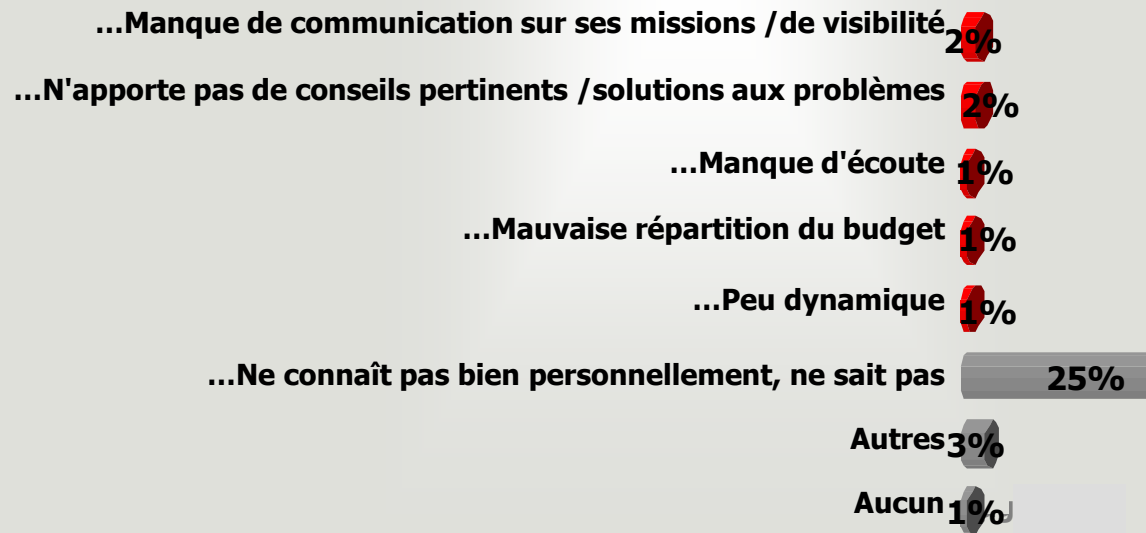 ...Manque de communication sur ses missions /de visibilité 2%
...N'apporte pas de conseils pertinents /solutions aux problèmes 2%
...Manque d'écoute 1%
...Mauvaise répartition du budget 1%
...Peu dynamique 1%
...Ne connaît pas bien personnellement, ne sait pas 25%
Autres 3%
Aucun 1%